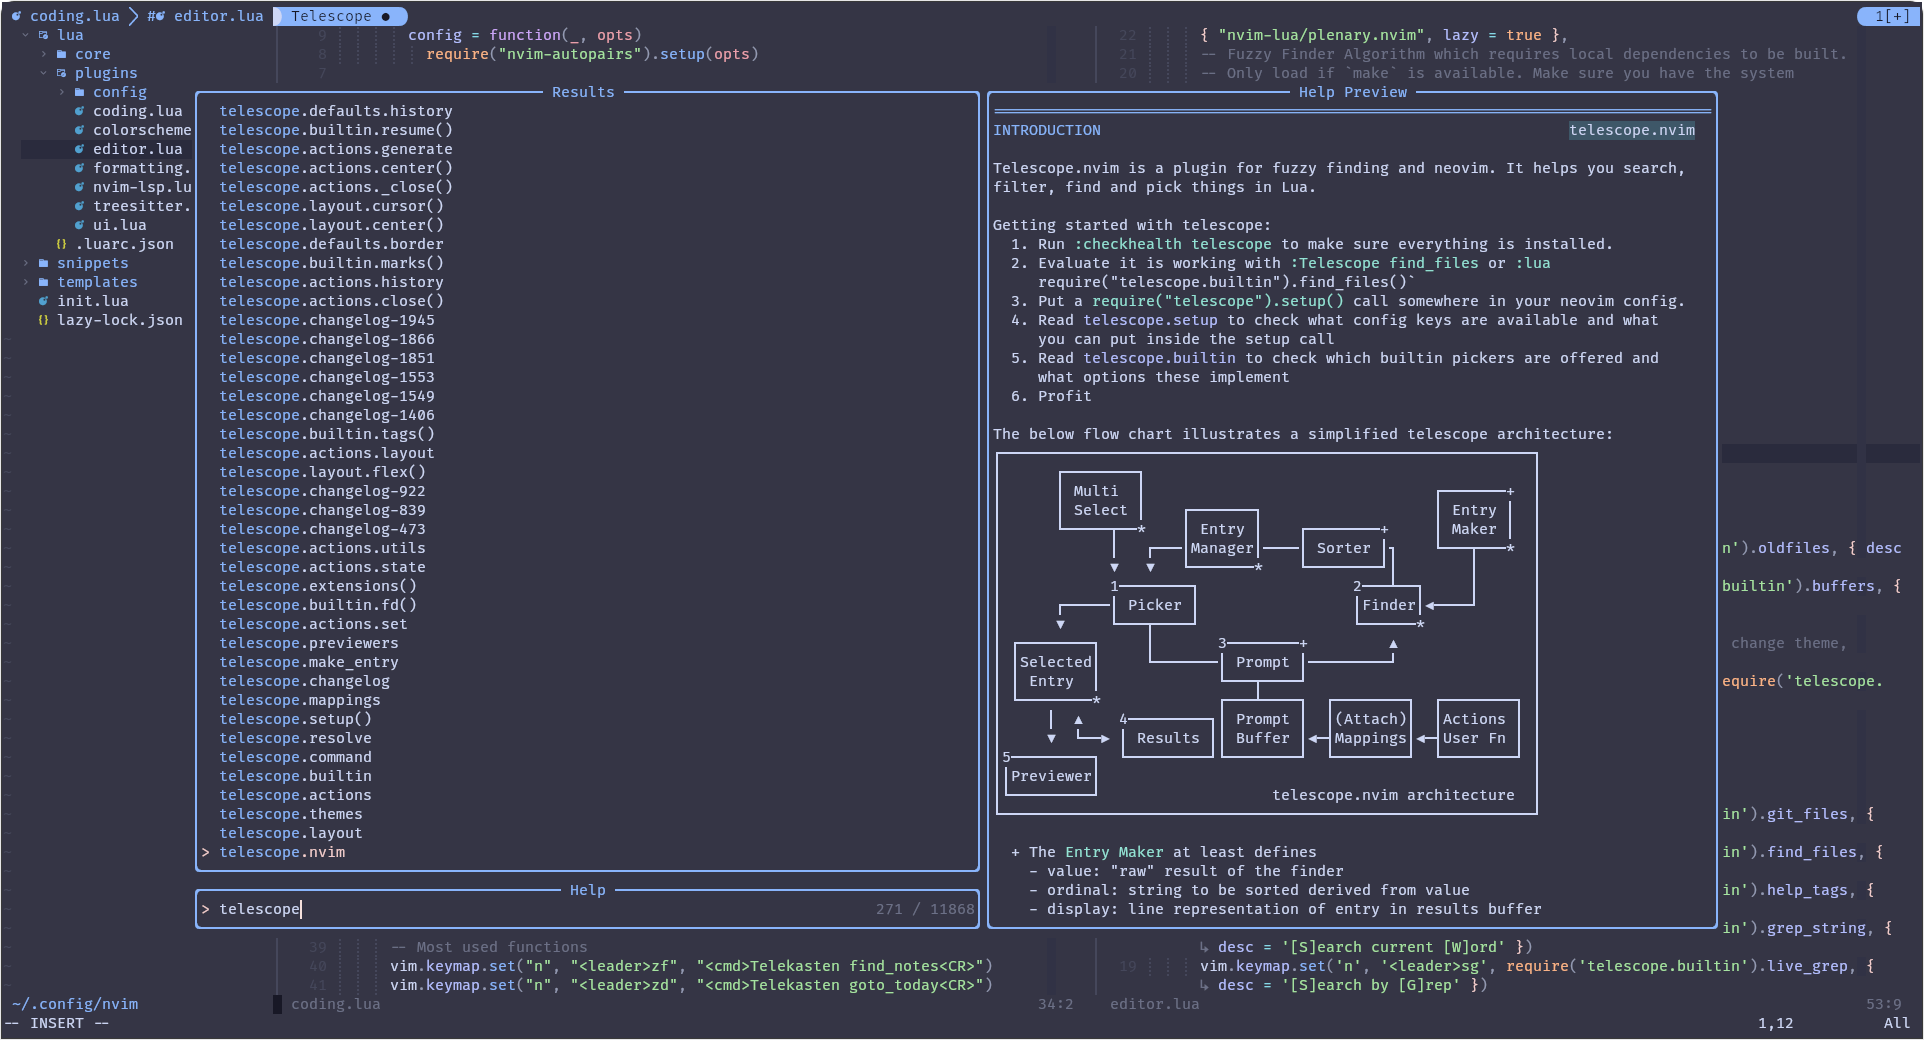 coding.lua #editor.lua Telescope ● 1[+]
lua
core
plugins
config
coding.lua
colorscheme
editor.lua
formatting.
nvim-lsp.lu
treesitter.
ui.lua
{} .luarc.json
snippets
templates
init.lua
{} lazy-lock.json
9 config = function(_, opts)
8 require("nvim-autopairs").setup(opts)
7
22 { "nvim-lua/plenary.nvim", lazy = true },
21 -- Fuzzy Finder Algorithm which requires local dependencies to be built.
20 -- Only load if `make` is available. Make sure you have the system
Results
telescope.defaults.history
telescope.builtin.resume()
telescope.actions.generate
telescope.actions.center()
telescope.actions._close()
telescope.layout.cursor()
telescope.layout.center()
telescope.defaults.border
telescope.builtin.marks()
telescope.actions.history
telescope.actions.close()
telescope.changelog-1945
telescope.changelog-1866
telescope.changelog-1851
telescope.changelog-1553
telescope.changelog-1549
telescope.changelog-1406
telescope.builtin.tags()
telescope.actions.layout
telescope.layout.flex()
telescope.changelog-922
telescope.changelog-839
telescope.changelog-473
telescope.actions.utils
telescope.actions.state
telescope.extensions()
telescope.builtin.fd()
telescope.actions.set
telescope.previewers
telescope.make_entry
telescope.changelog
telescope.mappings
telescope.setup()
telescope.resolve
telescope.command
telescope.builtin
telescope.actions
telescope.themes
telescope.layout
> telescope.nvim
Help
> telescope 271 / 11868
Help Preview
INTRODUCTION telescope.nvim
Telescope.nvim is a plugin for fuzzy finding and neovim. It helps you search,
filter, find and pick things in Lua.
Getting started with telescope:
1. Run :checkhealth telescope to make sure everything is installed.
2. Evaluate it is working with :Telescope find_files or :lua
require("telescope.builtin").find_files()`
3. Put a require("telescope").setup() call somewhere in your neovim config.
4. Read telescope.setup to check what config keys are available and what
you can put inside the setup call
5. Read telescope.builtin to check which builtin pickers are offered and
what options these implement
6. Profit
The below flow chart illustrates a simplified telescope architecture:
Multi
Select
*
Entry
Manager
*
Sorter
+
Entry
Maker
+
*
1
Picker
2
Finder
*
Selected
Entry
*
3 +
Prompt
4
Results
Prompt
Buffer
(Attach)
Mappings
Actions
User Fn
5
Previewer
telescope.nvim architecture
+ The Entry Maker at least defines
- value: "raw" result of the finder
- ordinal: string to be sorted derived from value
- display: line representation of entry in results buffer
n').oldfiles, { desc
builtin').buffers, {
change theme,
equire('telescope.
in').git_files, {
in').find_files, {
in').help_tags, {
in').grep_string, {
39 -- Most used functions
40 vim.keymap.set("n", "<leader>zf", "<cmd>Telekasten find_notes<CR>")
41 vim.keymap.set("n", "<leader>zd", "<cmd>Telekasten goto_today<CR>")
↳ desc = '[S]earch current [W]ord' })
19 vim.keymap.set('n', '<leader>sg', require('telescope.builtin').live_grep, {
↳ desc = '[S]earch by [G]rep' })
~/.config/nvim coding.lua 34:2 editor.lua 53:9
-- INSERT -- 1,12 All